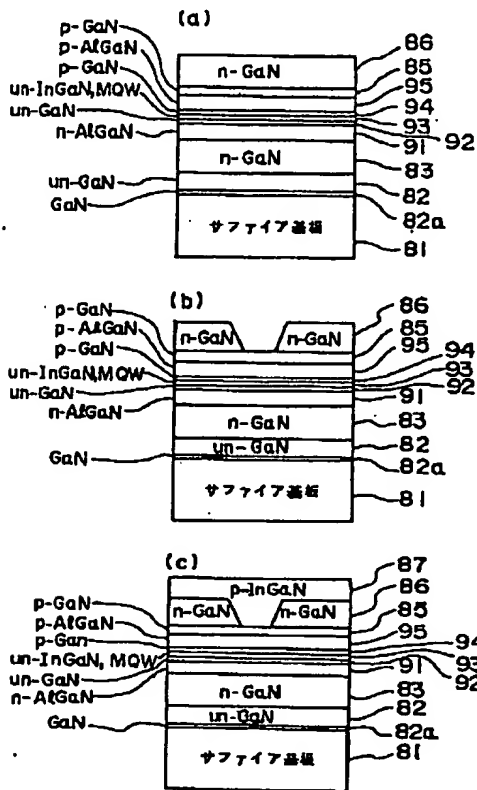 (a)
p-GaN
p-AlGaN
p-GaN
un-InGaN,MQW
un-GaN
n-AlGaN
un-GaN
GaN
n-GaN
n-GaN
サファイア基板
86
85
95
94
93
92
91
83
82
82a
81
(b)
p-GaN
p-AlGaN
p-GaN
un-InGaN,MQW
un-GaN
n-AlGaN
GaN
n-GaN
n-GaN
n-GaN
un-GaN
サファイア基板
86
85
95
94
93
92
91
83
82
82a
81
(c)
p-GaN
p-AlGaN
p-Gan
un-InGaN,MQW
un-GaN
n-AlGaN
GaN
p-InGaN
n-GaN
n-GaN
n-GaN
un-GaN
サファイア基板
87
86
85
95
94
93
92
91
83
82
82a
81